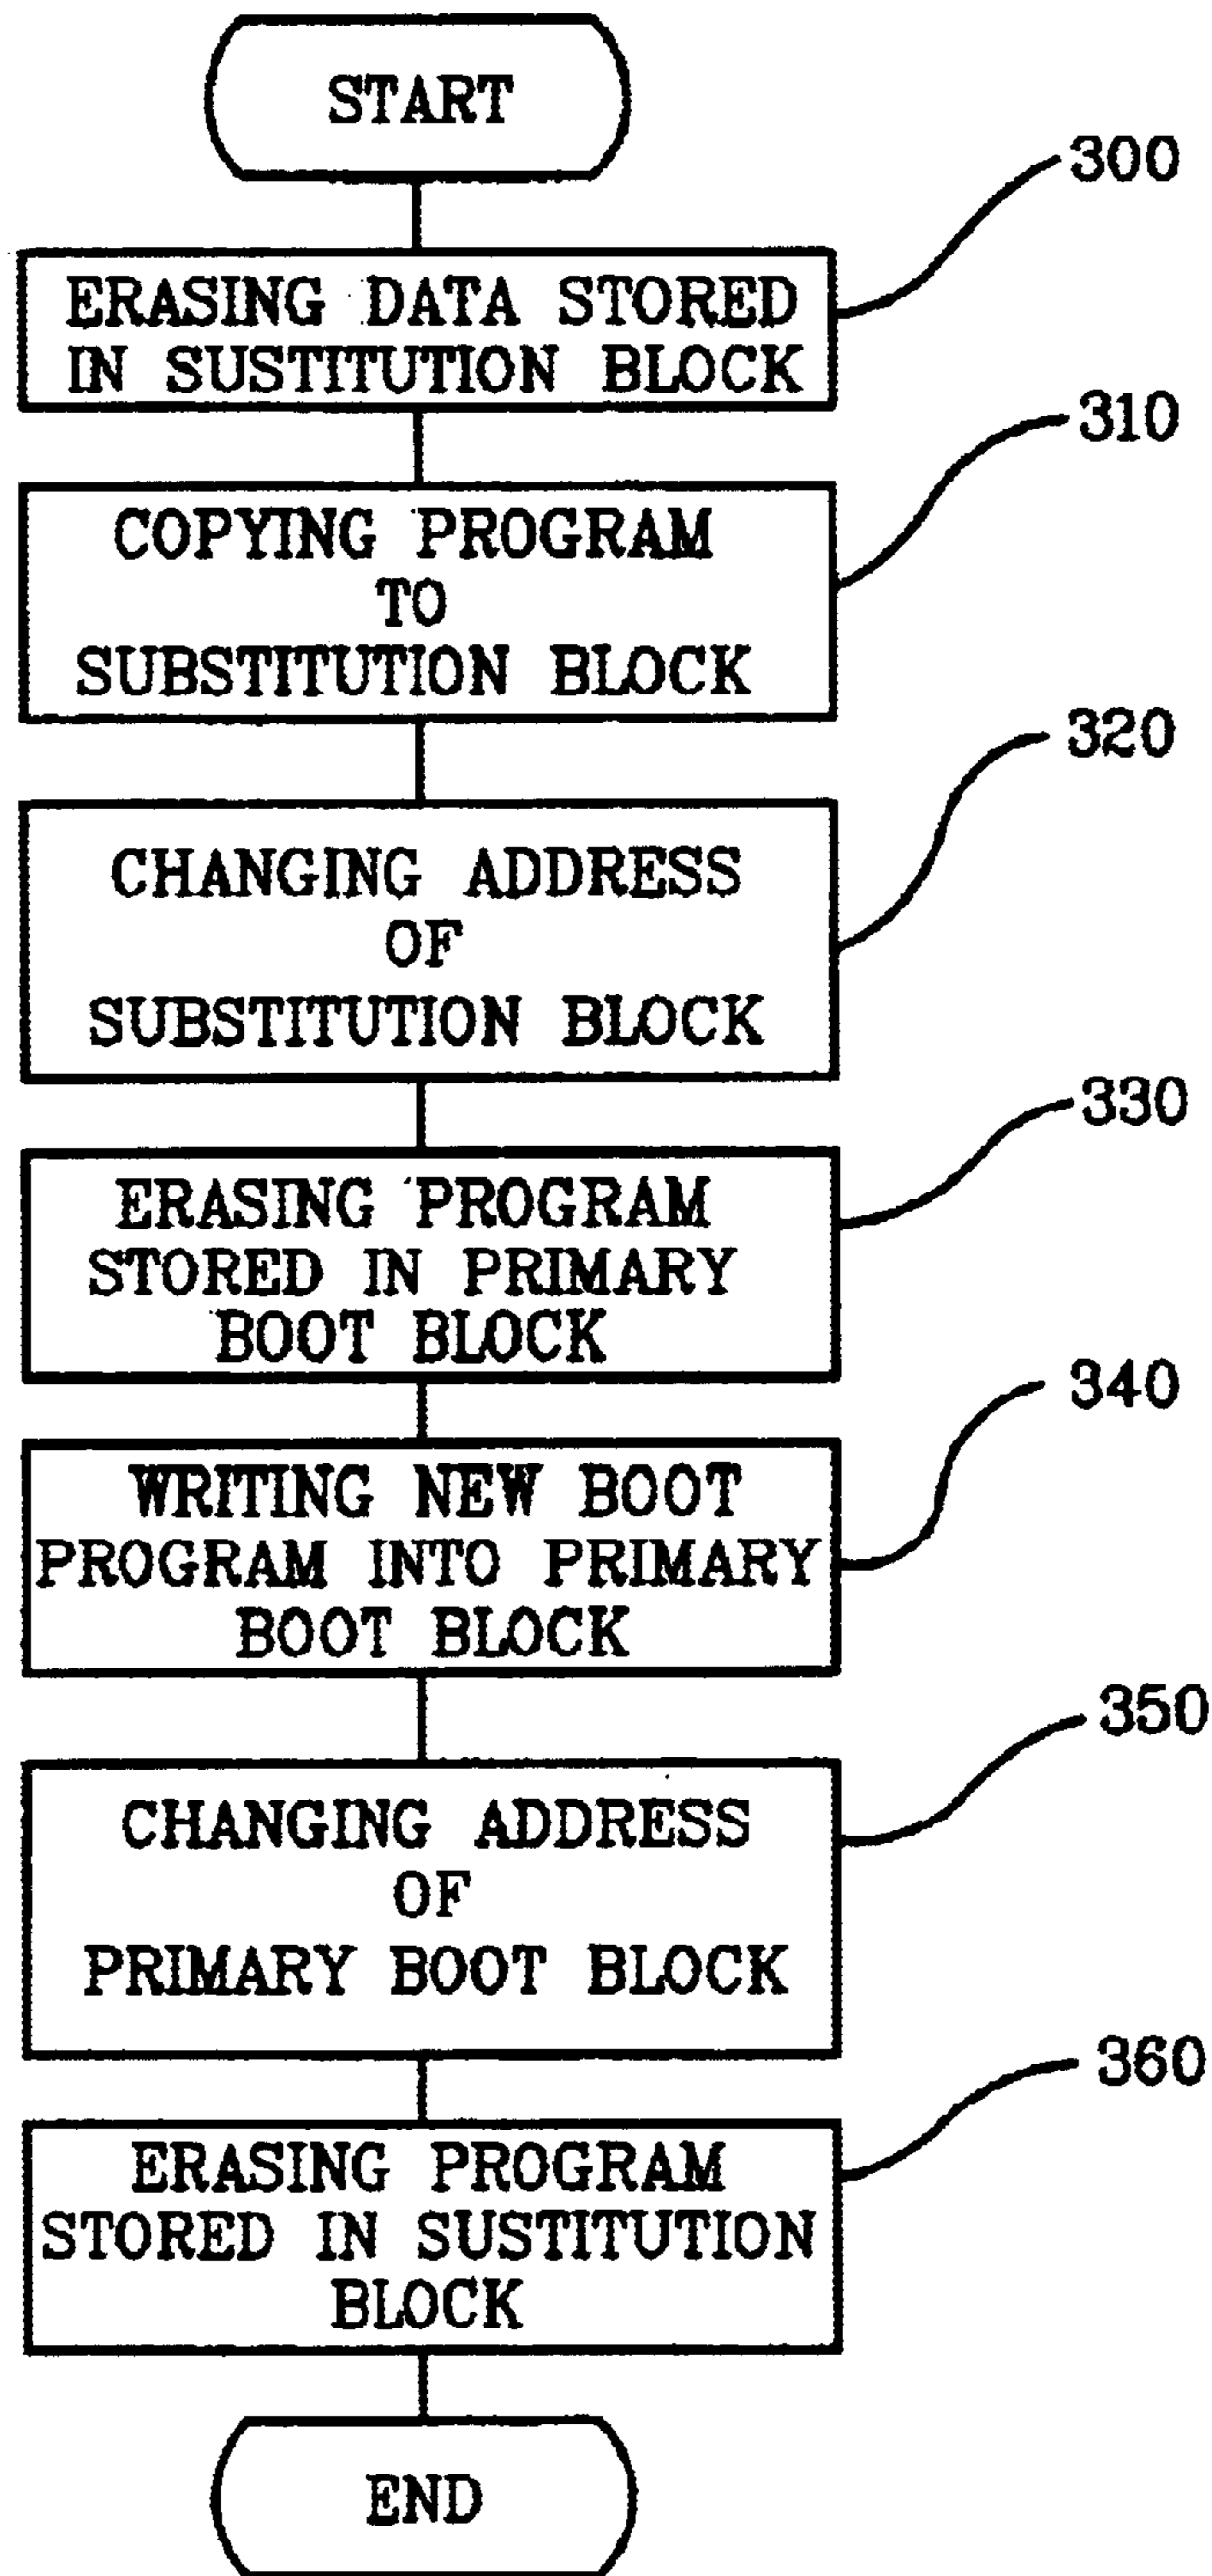 START
300
ERASING DATA STORED
IN SUSTITUTION BLOCK
310
COPYING PROGRAM
TO
SUBSTITUTION BLOCK
320
CHANGING ADDRESS
OF
SUBSTITUTION BLOCK
330
ERASING PROGRAM
STORED IN PRIMARY
BOOT BLOCK
340
WRITING NEW BOOT
PROGRAM INTO PRIMARY
BOOT BLOCK
350
CHANGING ADDRESS
OF
PRIMARY BOOT BLOCK
360
ERASING PROGRAM
STORED IN SUSTITUTION
BLOCK
END